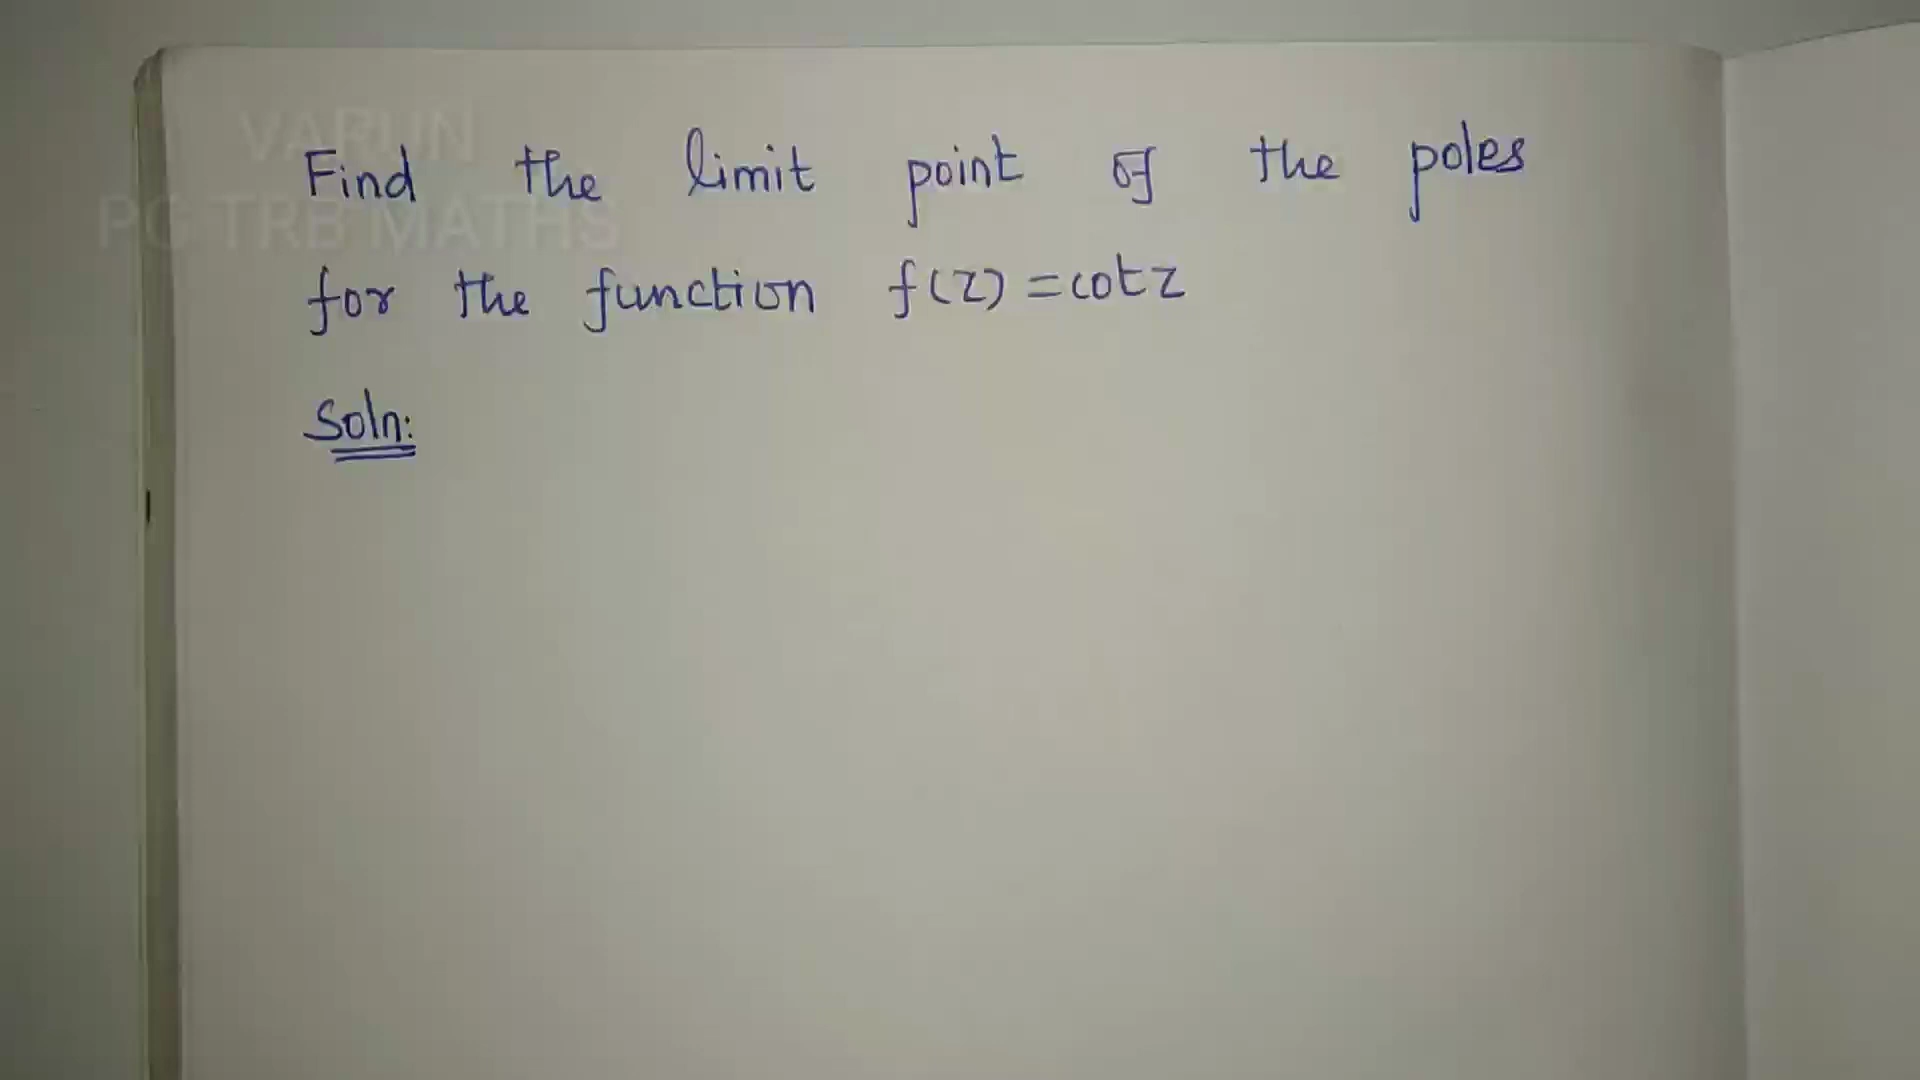 VARUN
PG TRB MATHS
Find the limit point of the poles
for the function f(z) = cot z
Soln: